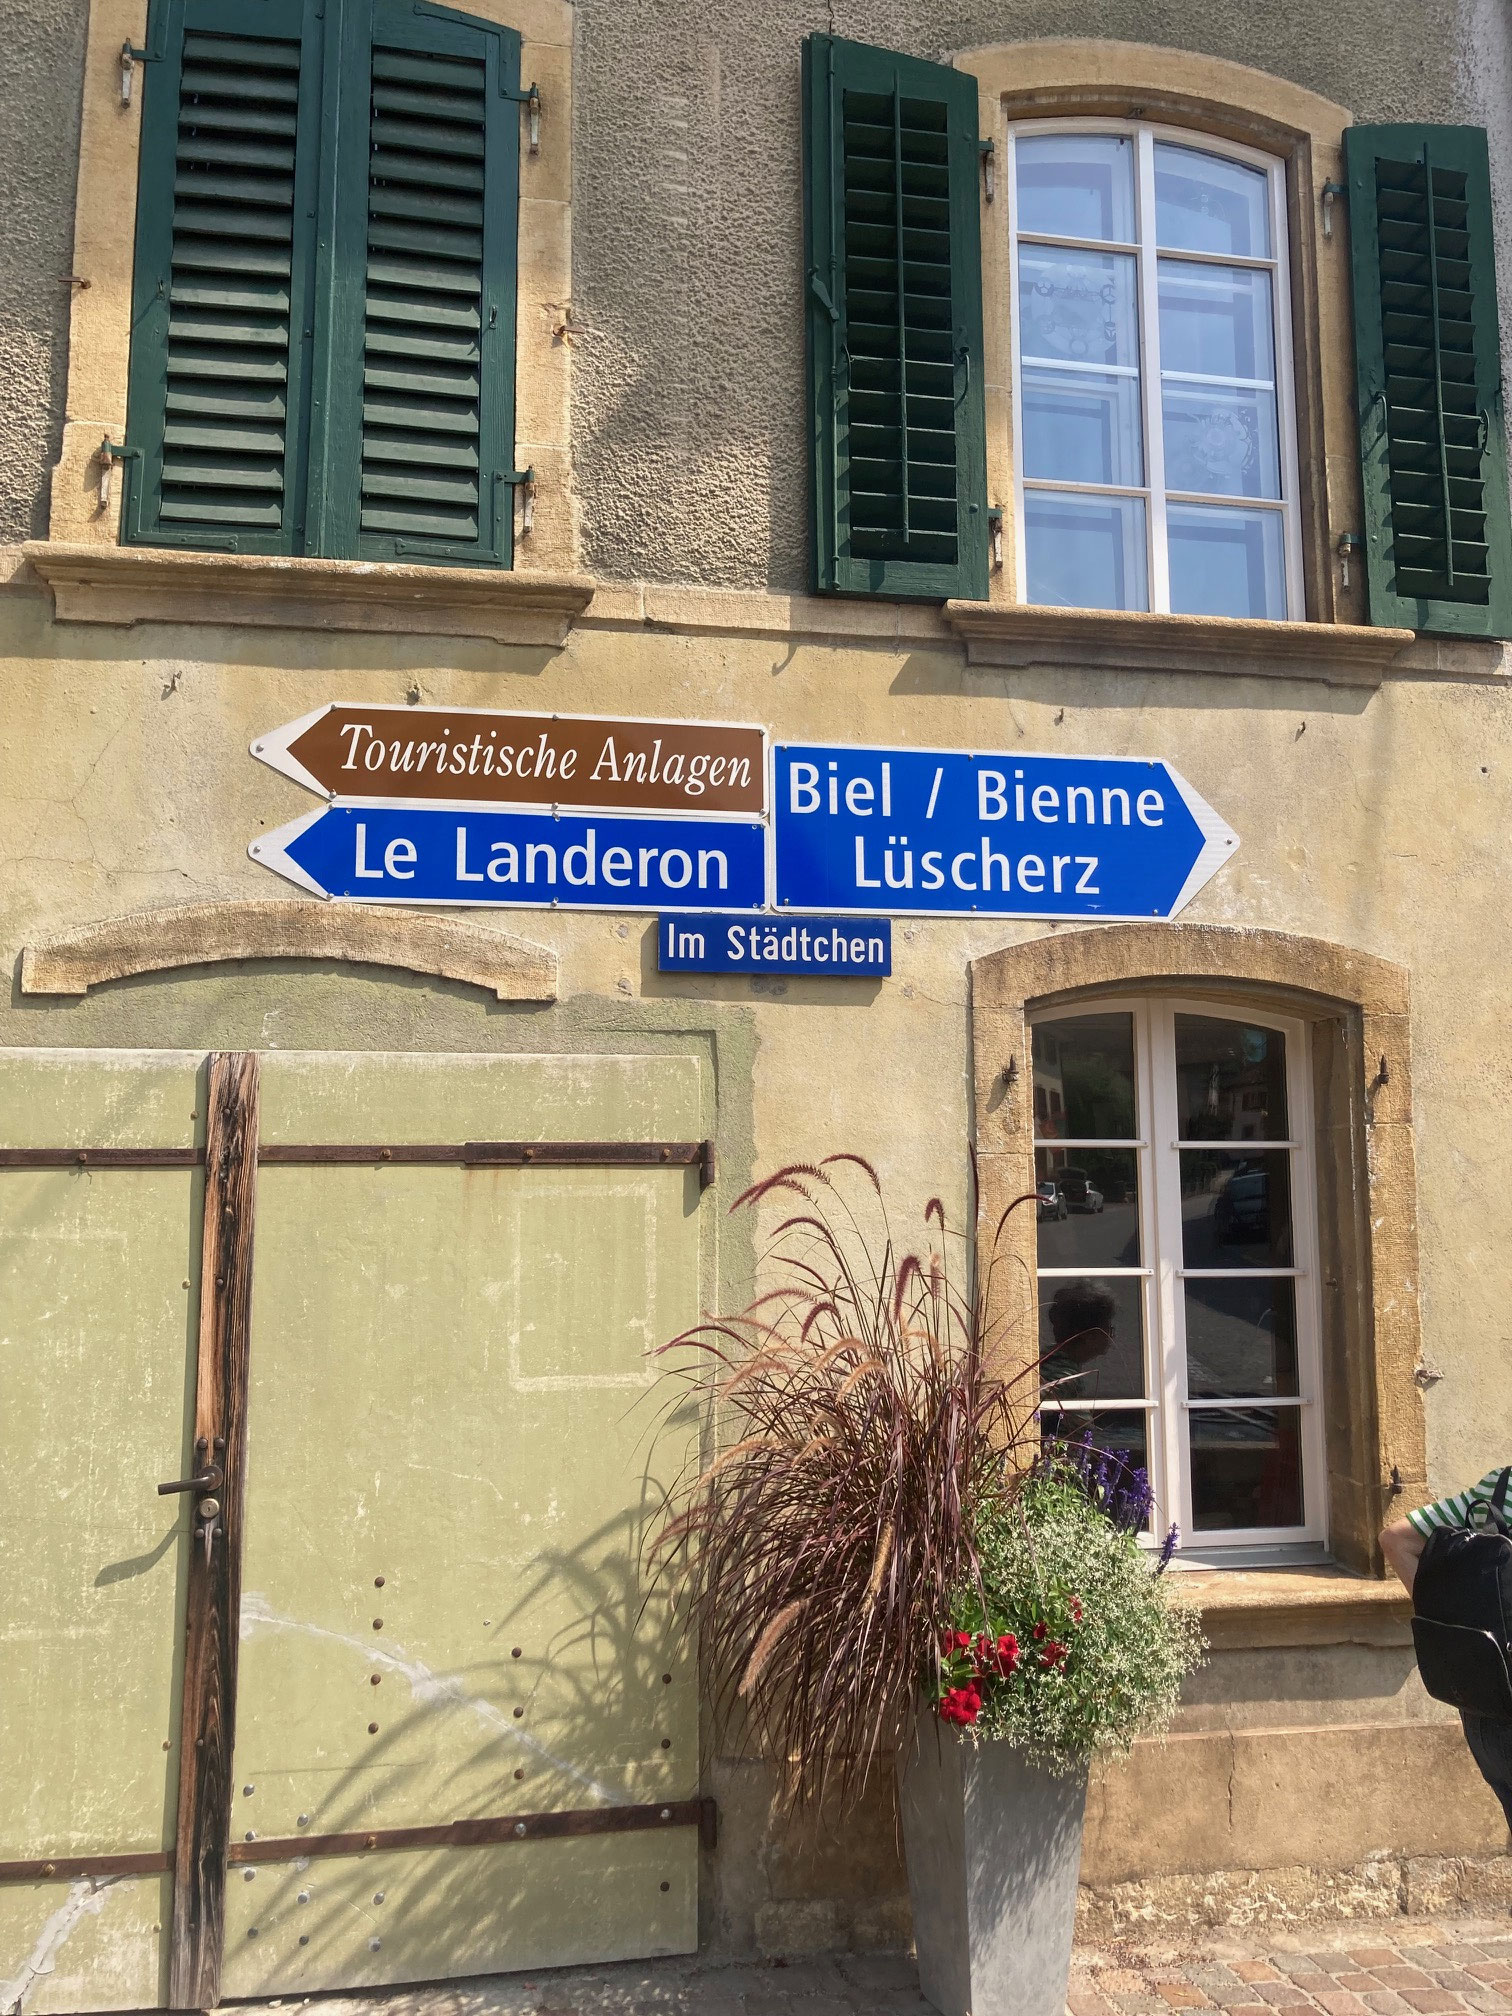 Touristische Anlagen
Le Landeron
Biel / Bienne
Lüscherz
Im Städtchen